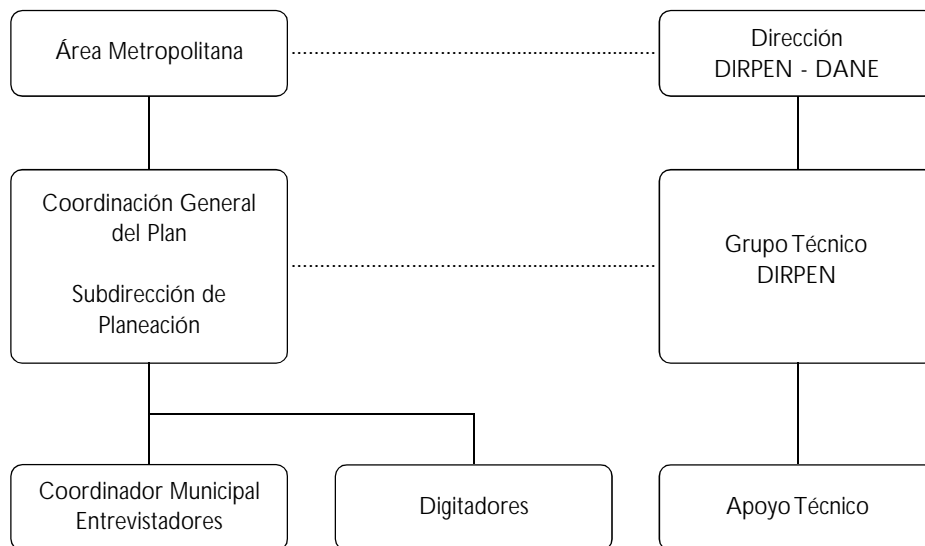 Área Metropolitana
Dirección
DIRPEN - DANE
Coordinación General
del Plan
Subdirección de
Planeación
Grupo Técnico
DIRPEN
Coordinador Municipal
Entrevistadores
Digitadores
Apoyo Técnico